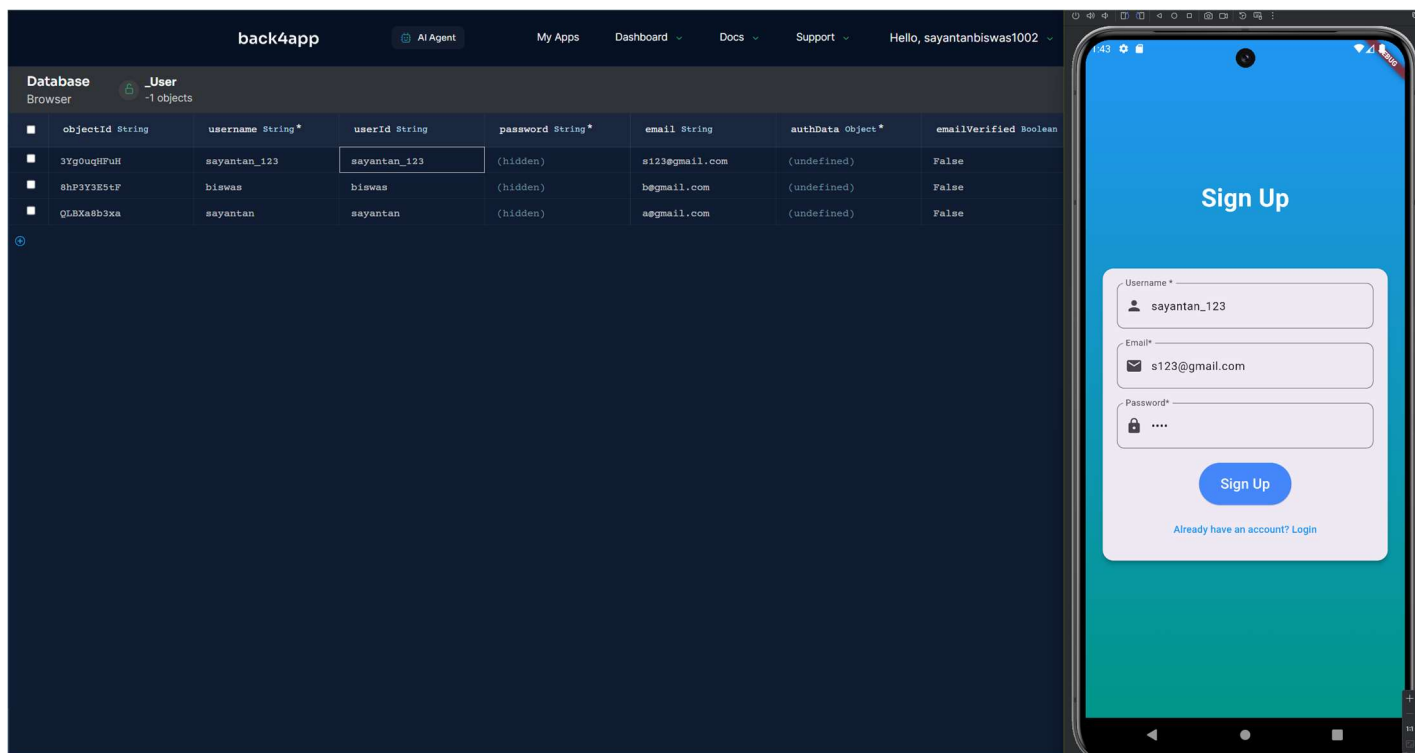 back4app AI Agent My Apps Dashboard Docs Support Hello, sayantanbiswas1002
Database
Browser
_User
-1 objects
objectId String username String* userId String password String* email String authData Object* emailVerified Boolean
3Yg0uqHFuH sayantan_123 sayantan_123 (hidden) s123@gmail.com (undefined) False
8hP3Y3E5tF biswas biswas (hidden) b@gmail.com (undefined) False
QLBXa8b3xa sayantan sayantan (hidden) a@gmail.com (undefined) False
1:43
DEBUG
Sign Up
Username *
sayantan_123
Email*
s123@gmail.com
Password*
••••
Sign Up
Already have an account? Login
1:1